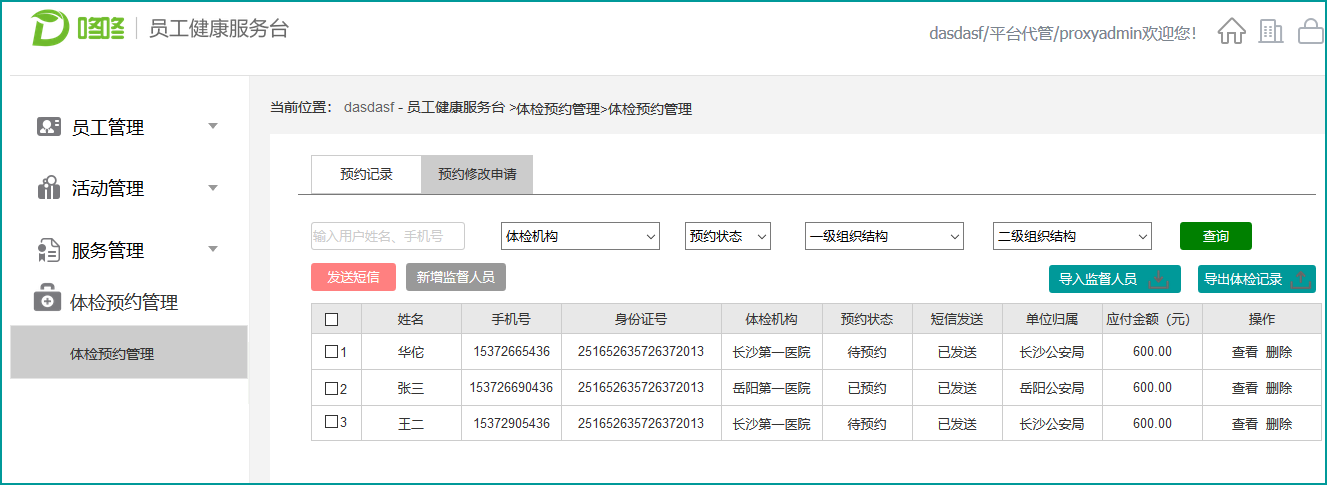 咚咚 员工健康服务台
dasdasf/平台代管/proxyadmin欢迎您!
员工管理
活动管理
服务管理
体检预约管理
体检预约管理
当前位置: dasdasf - 员工健康服务台 >体检预约管理>体检预约管理
预约记录 预约修改申请
输入用户姓名、手机号 体检机构 预约状态 一级组织结构 二级组织结构 查询
发送短信 新增监督人员 导入监督人员 导出体检记录
姓名 手机号 身份证号 体检机构 预约状态 短信发送 单位归属 应付金额（元） 操作
1 华佗 15372665436 251652635726372013 长沙第一医院 待预约 已发送 长沙公安局 600.00 查看 删除
2 张三 153726690436 251652635726372013 岳阳第一医院 已预约 已发送 岳阳公安局 600.00 查看 删除
3 王二 15372905436 251652635726372013 长沙第一医院 待预约 已发送 长沙公安局 600.00 查看 删除